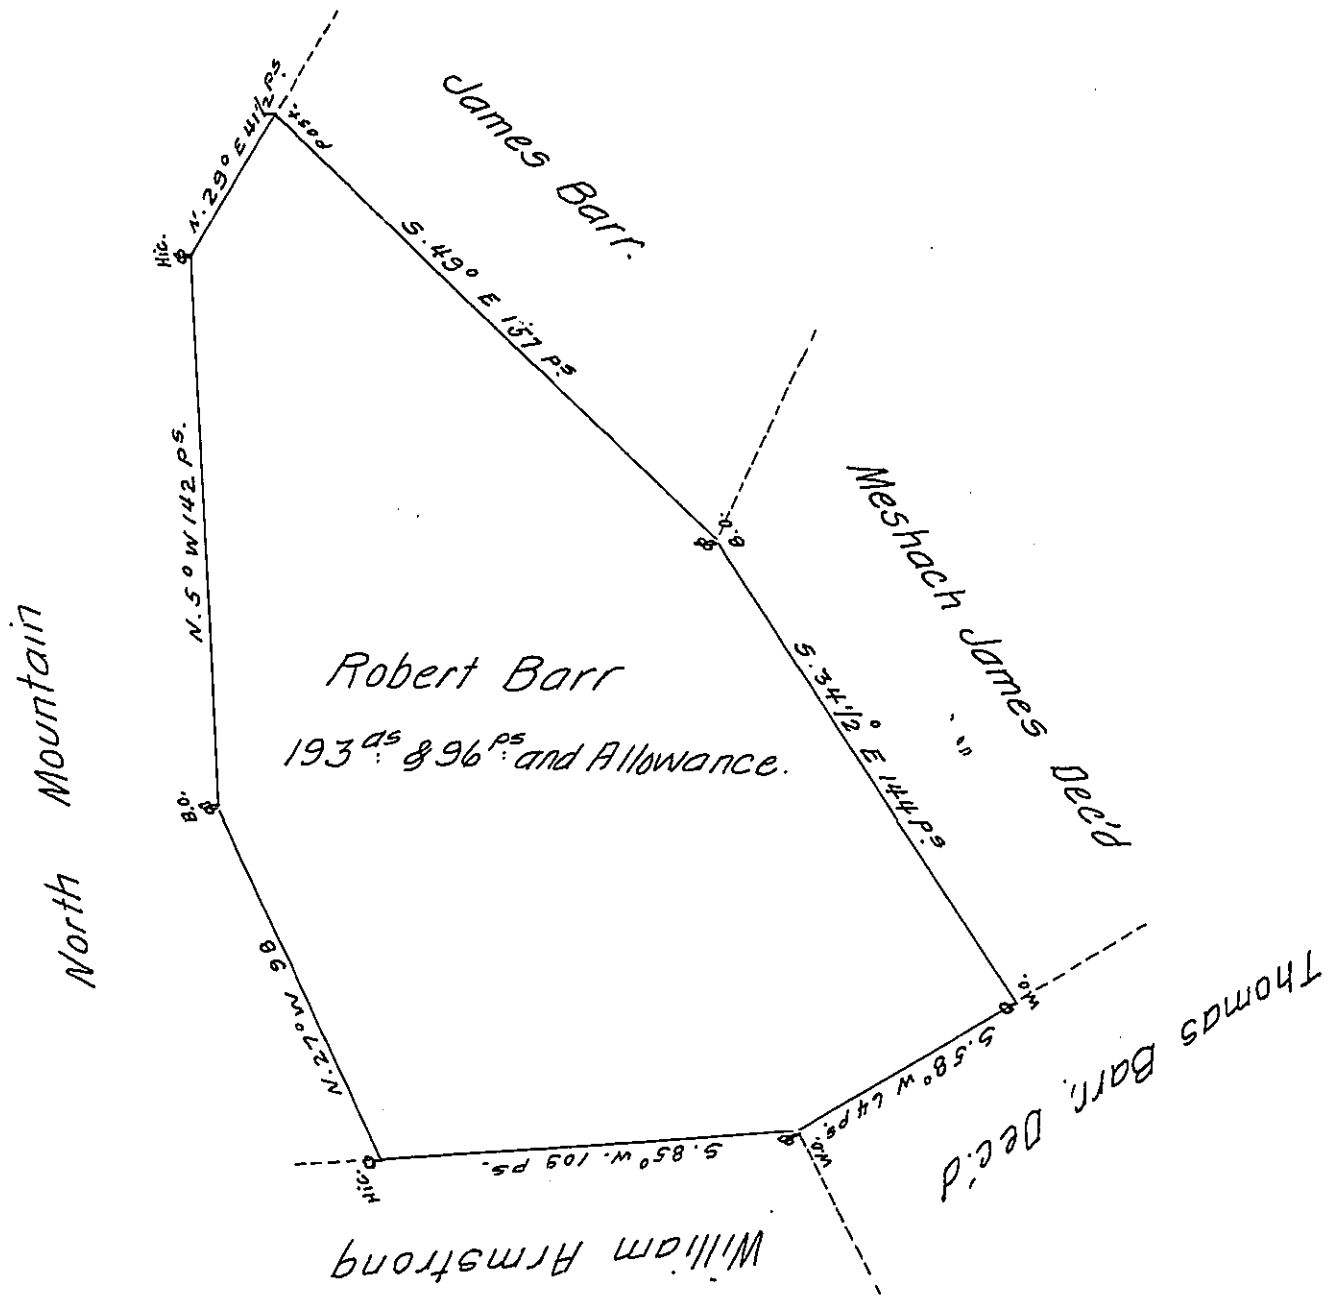 N. 29° E 41 1/2 Ps.
Post.
James Barr.
Hic.
S. 49° E 157 Ps
N. 5° W 142 Ps.
B.O.
Meshach James Dec'd
North Mountain
S. 34 1/2° E 144 Ps
Robert Barr
193 as & 96 ps and Allowance.
B.O.
N. 27° W 98
W.O.
Thomas Barr, Dec'd
S. 58° W 64 Ps.
W.O.
S. 85° W. 109 Ps.
Hic.
William Armstrong